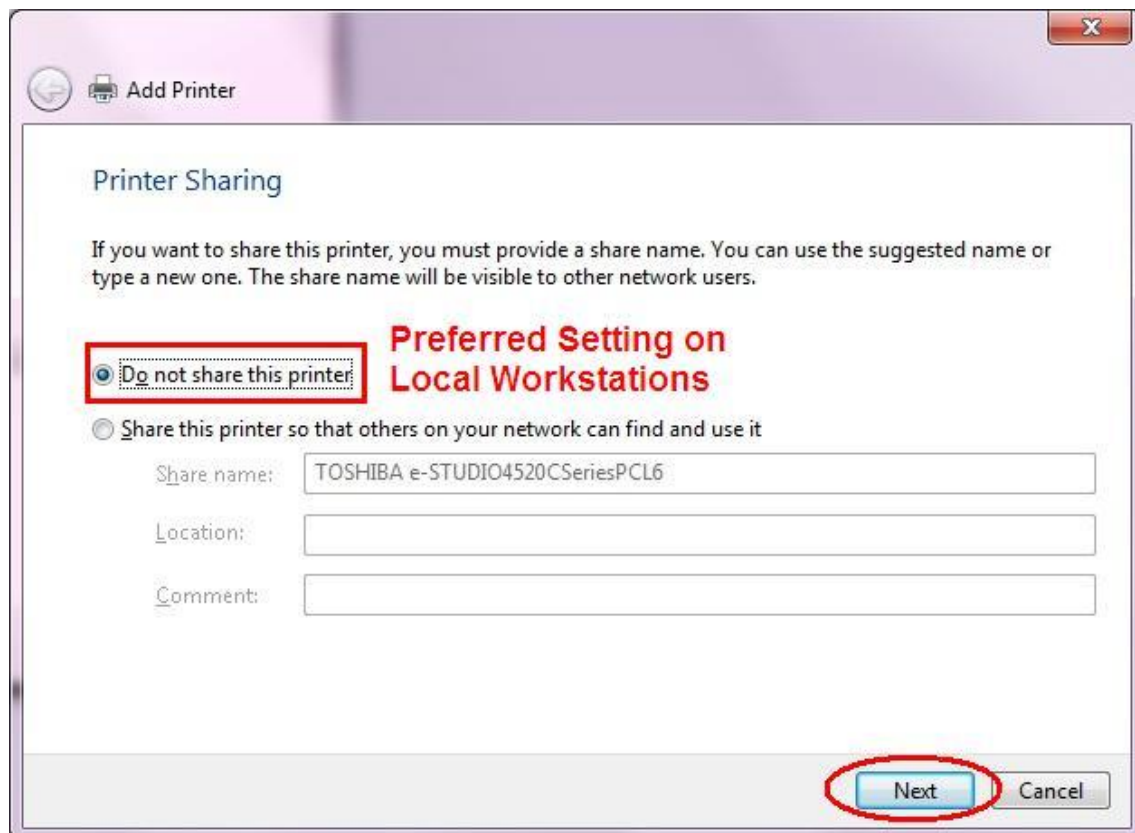 Add Printer
Printer Sharing
If you want to share this printer, you must provide a share name. You can use the suggested name or
type a new one. The share name will be visible to other network users.
Preferred Setting on
Local Workstations
Do not share this printer
Share this printer so that others on your network can find and use it
Share name: TOSHIBA e-STUDIO4520CSeriesPCL6
Location:
Comment:
Next Cancel